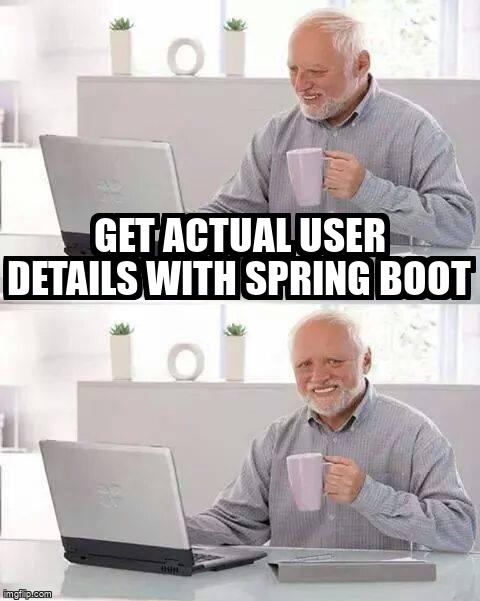 GET ACTUAL USER
DETAILS WITH SPRING BOOT
imgflip.com